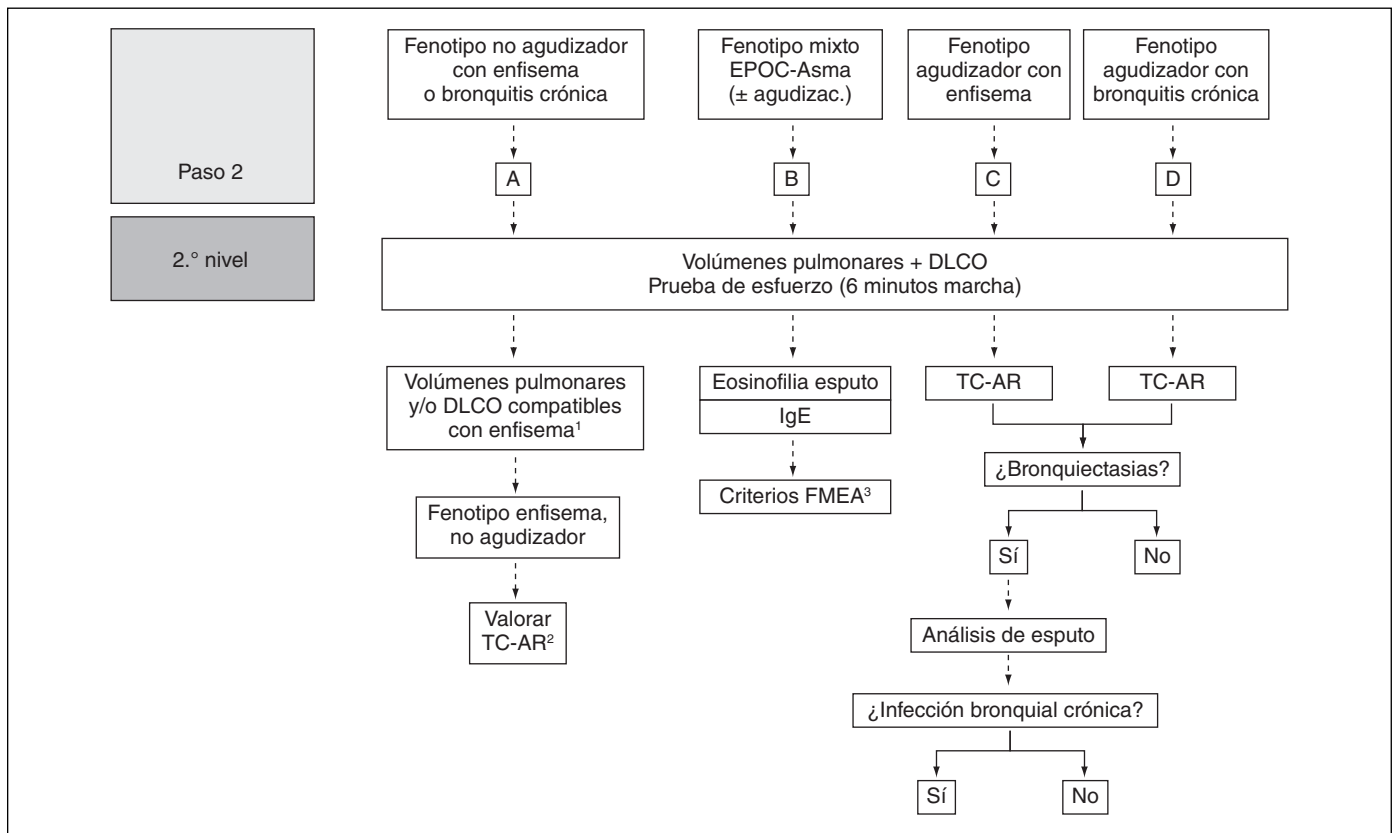 Fenotipo no agudizador
con enfisema
o bronquitis crónica
Fenotipo mixto
EPOC-Asma
(± agudizac.)
Fenotipo
agudizador con
enfisema
Fenotipo
agudizador con
bronquitis crónica
Paso 2
A
B
C
D
2.° nivel
Volúmenes pulmonares + DLCO
Prueba de esfuerzo (6 minutos marcha)
Volúmenes pulmonares
y/o DLCO compatibles
con enfisema¹
Eosinofilia esputo
IgE
TC-AR
TC-AR
¿Bronquiectasias?
Criterios FMEA³
Fenotipo enfisema,
no agudizador
Sí
No
Valorar
TC-AR²
Análisis de esputo
¿Infección bronquial crónica?
Sí
No